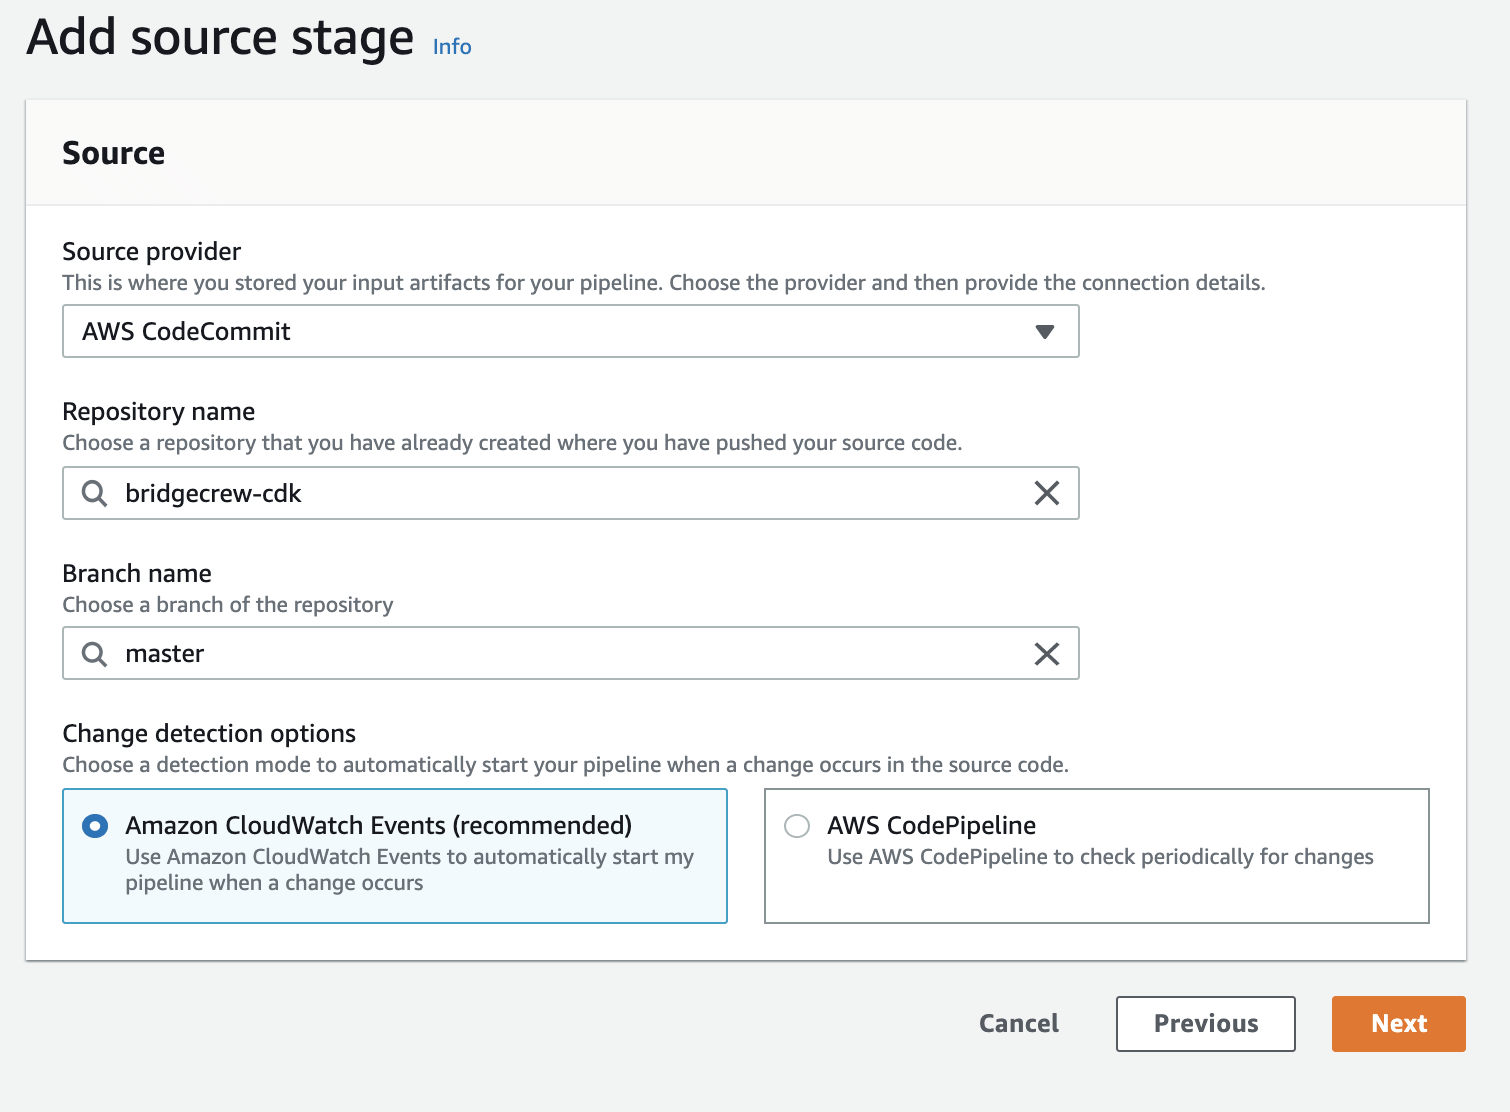 Add source stage Info
Source
Source provider
This is where you stored your input artifacts for your pipeline. Choose the provider and then provide the connection details.
AWS CodeCommit
Repository name
Choose a repository that you have already created where you have pushed your source code.
bridgecrew-cdk
Branch name
Choose a branch of the repository
master
Change detection options
Choose a detection mode to automatically start your pipeline when a change occurs in the source code.
Amazon CloudWatch Events (recommended)
Use Amazon CloudWatch Events to automatically start my
pipeline when a change occurs
AWS CodePipeline
Use AWS CodePipeline to check periodically for changes
Cancel
Previous
Next